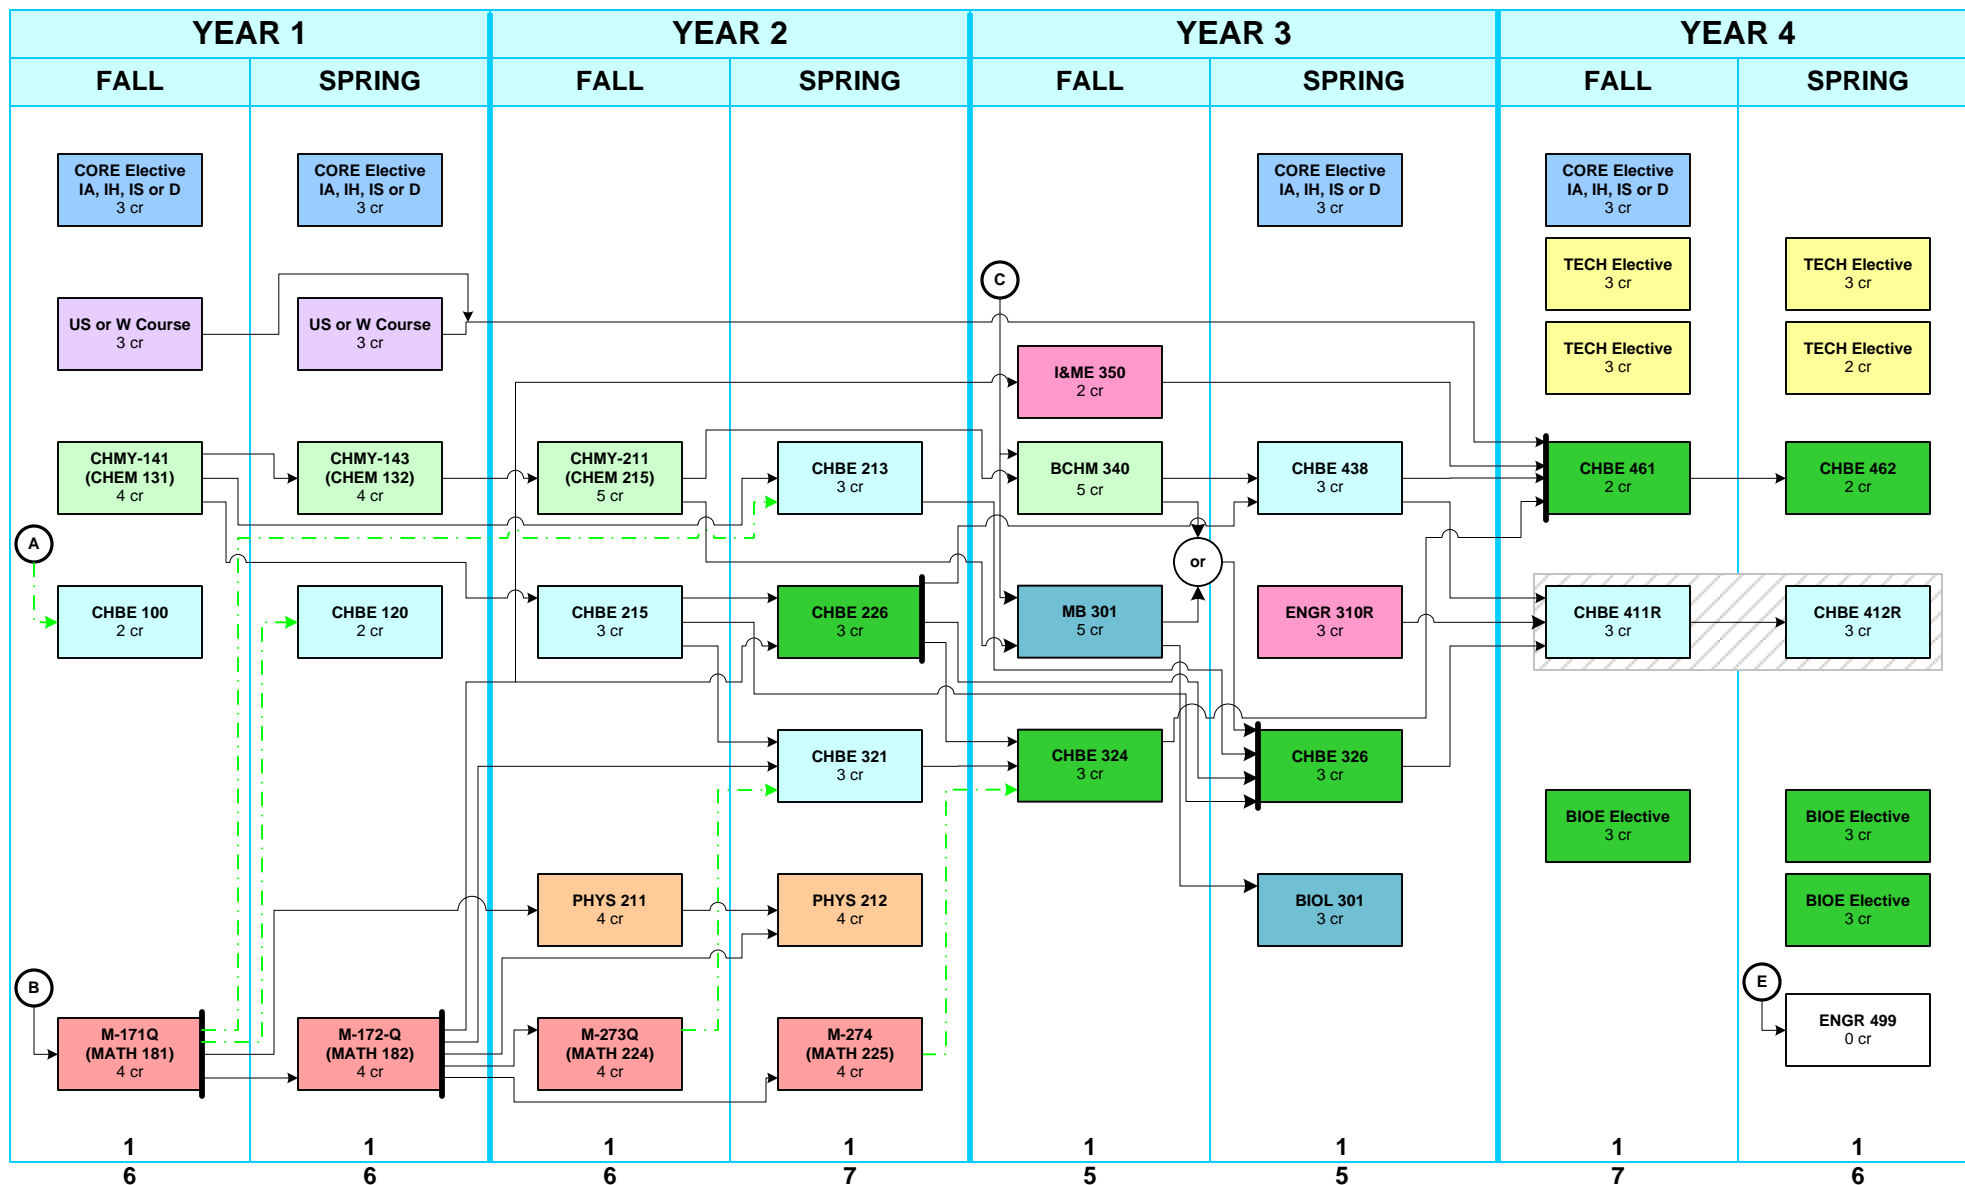 YEAR 1
YEAR 2
YEAR 3
YEAR 4
FALL
SPRING
FALL
SPRING
FALL
SPRING
FALL
SPRING
CORE Elective
IA, IH, IS or D
3 cr
CORE Elective
IA, IH, IS or D
3 cr
CORE Elective
IA, IH, IS or D
3 cr
CORE Elective
IA, IH, IS or D
3 cr
TECH Elective
3 cr
TECH Elective
3 cr
C
US or W Course
3 cr
US or W Course
3 cr
TECH Elective
3 cr
TECH Elective
2 cr
I&ME 350
2 cr
CHMY-141
(CHEM 131)
4 cr
CHMY-143
(CHEM 132)
4 cr
CHMY-211
(CHEM 215)
5 cr
CHBE 213
3 cr
BCHM 340
5 cr
CHBE 438
3 cr
CHBE 461
2 cr
CHBE 462
2 cr
A
or
CHBE 100
2 cr
CHBE 120
2 cr
CHBE 215
3 cr
CHBE 226
3 cr
MB 301
5 cr
ENGR 310R
3 cr
CHBE 411R
3 cr
CHBE 412R
3 cr
CHBE 321
3 cr
CHBE 324
3 cr
CHBE 326
3 cr
BIOE Elective
3 cr
BIOE Elective
3 cr
PHYS 211
4 cr
PHYS 212
4 cr
BIOL 301
3 cr
BIOE Elective
3 cr
B
E
M-171Q
(MATH 181)
4 cr
M-172-Q
(MATH 182)
4 cr
M-273Q
(MATH 224)
4 cr
M-274
(MATH 225)
4 cr
ENGR 499
0 cr
1
6
1
6
1
6
1
7
1
5
1
5
1
7
1
6